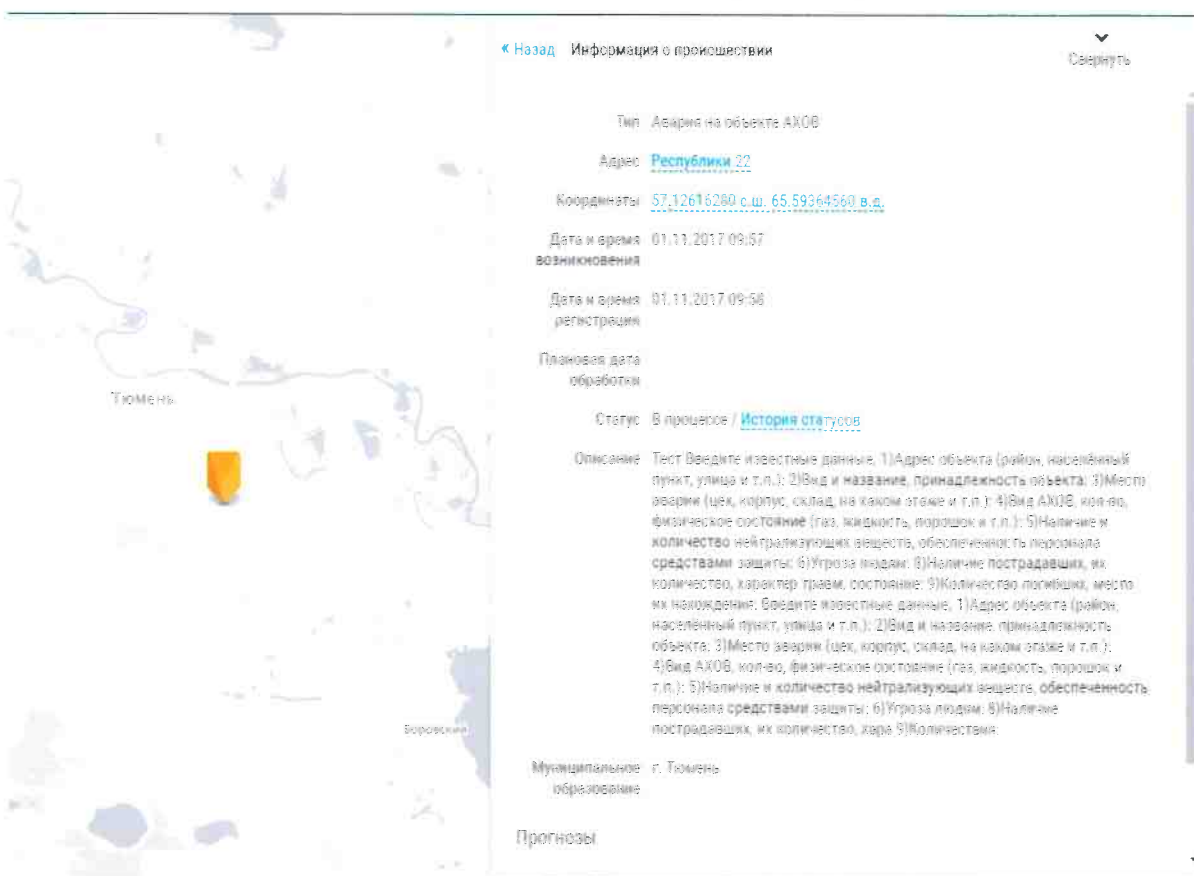 « Назад Информация о происшествии
Свернуть
Тип Авария на объекте АХОВ
Адрес Республики 22
Координаты 57.12616280 с.ш. 65.59364560 в.д.
Дата и время 01.11.2017 09:57
возникновения
Дата и время 01.11.2017 09:58
регистрации
Плановая дата
обработки
Статус В процессе / История статусов
Описание Тест Введите известные данные: 1)Адрес объекта (район, населённый
пункт, улица и т.п.): 2)Вид и название, принадлежность объекта: 3)Место
аварии (цех, корпус, склад, на каком этаже и т.п.): 4)Вид АХОВ, кол-во,
физическое состояние (газ, жидкость, порошок и т.п.): 5)Наличие и
количество нейтрализующих веществ, обеспеченность персонала
средствами защиты: 6)Угроза людям: 8)Наличие пострадавших, их
количество, характер травм, состояние: 9)Количество погибших, место
их нахождения: Введите известные данные: 1)Адрес объекта (район,
населённый пункт, улица и т.п.): 2)Вид и название, принадлежность
объекта: 3)Место аварии (цех, корпус, склад, на каком этаже и т.п.):
4)Вид АХОВ, кол-во, физическое состояние (газ, жидкость, порошок и
т.п.): 5)Наличие и количество нейтрализующих веществ, обеспеченность
персонала средствами защиты: 6)Угроза людям: 8)Наличие
пострадавших, их количество, хара 9)Количествия
Муниципальное г. Тюмень
образование
Прогнозы
Тюмень
Боровский